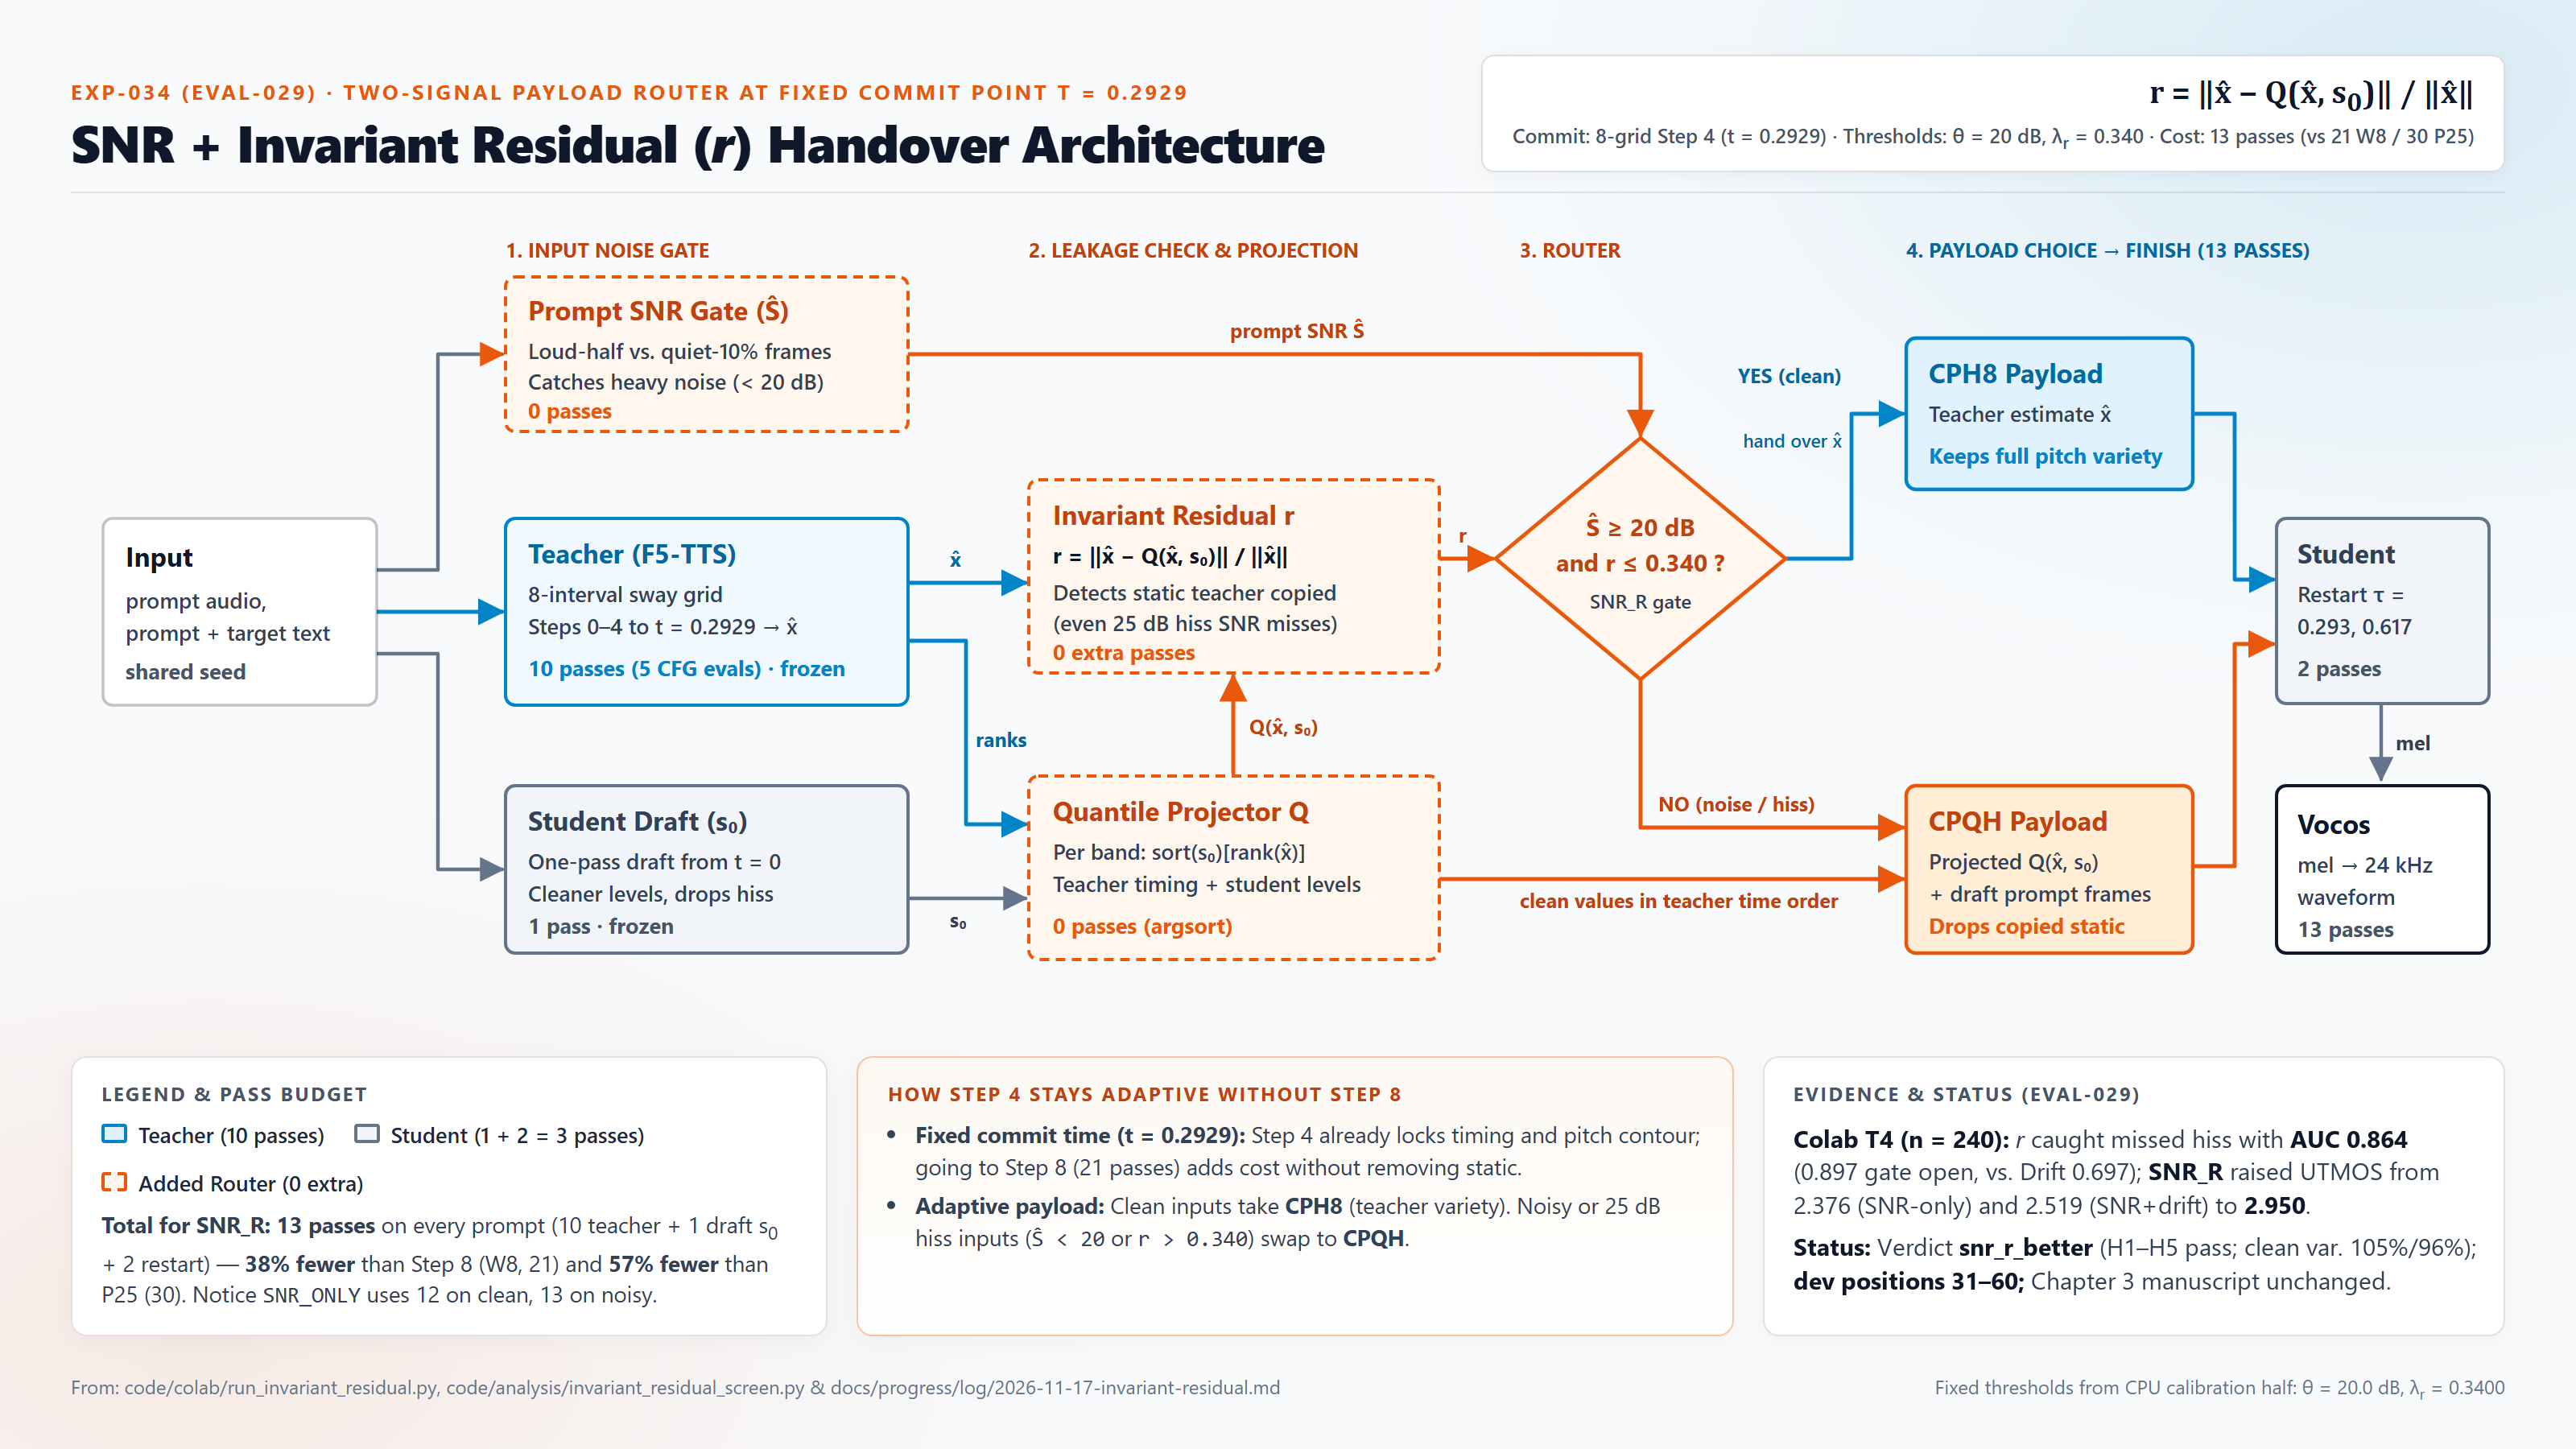 EXP-034 (EVAL-029) · TWO-SIGNAL PAYLOAD ROUTER AT FIXED COMMIT POINT T = 0.2929
SNR + Invariant Residual (r) Handover Architecture
r = ‖x̂ − Q(x̂, s₀)‖ / ‖x̂‖
Commit: 8-grid Step 4 (t = 0.2929) · Thresholds: θ = 20 dB, λr = 0.340 · Cost: 13 passes (vs 21 W8 / 30 P25)
1. INPUT NOISE GATE
2. LEAKAGE CHECK & PROJECTION
3. ROUTER
4. PAYLOAD CHOICE → FINISH (13 PASSES)
Input
prompt audio,
prompt + target text
shared seed
Prompt SNR Gate (Ŝ)
Loud-half vs. quiet-10% frames
Catches heavy noise (< 20 dB)
0 passes
Teacher (F5-TTS)
8-interval sway grid
Steps 0–4 to t = 0.2929 → x̂
10 passes (5 CFG evals) · frozen
Student Draft (s₀)
One-pass draft from t = 0
Cleaner levels, drops hiss
1 pass · frozen
prompt SNR Ŝ
x̂
ranks
s₀
Invariant Residual r
r = ‖x̂ − Q(x̂, s₀)‖ / ‖x̂‖
Detects static teacher copied
(even 25 dB hiss SNR misses)
0 extra passes
Q(x̂, s₀)
Quantile Projector Q
Per band: sort(s₀)[rank(x̂)]
Teacher timing + student levels
0 passes (argsort)
r
Ŝ ≥ 20 dB
and r ≤ 0.340 ?
SNR_R gate
YES (clean)
hand over x̂
NO (noise / hiss)
clean values in teacher time order
CPH8 Payload
Teacher estimate x̂
Keeps full pitch variety
CPQH Payload
Projected Q(x̂, s₀)
+ draft prompt frames
Drops copied static
Student
Restart τ =
0.293, 0.617
2 passes
mel
Vocos
mel → 24 kHz
waveform
13 passes
LEGEND & PASS BUDGET
Teacher (10 passes)
Student (1 + 2 = 3 passes)
Added Router (0 extra)
Total for SNR_R: 13 passes on every prompt (10 teacher + 1 draft s0
+ 2 restart) — 38% fewer than Step 8 (W8, 21) and 57% fewer than
P25 (30). Notice SNR_ONLY uses 12 on clean, 13 on noisy.
HOW STEP 4 STAYS ADAPTIVE WITHOUT STEP 8
• Fixed commit time (t = 0.2929): Step 4 already locks timing and pitch contour;
going to Step 8 (21 passes) adds cost without removing static.
• Adaptive payload: Clean inputs take CPH8 (teacher variety). Noisy or 25 dB
hiss inputs (Ŝ < 20 or r > 0.340) swap to CPQH.
EVIDENCE & STATUS (EVAL-029)
Colab T4 (n = 240): r caught missed hiss with AUC 0.864
(0.897 gate open, vs. Drift 0.697); SNR_R raised UTMOS from
2.376 (SNR-only) and 2.519 (SNR+drift) to 2.950.
Status: Verdict snr_r_better (H1–H5 pass; clean var. 105%/96%);
dev positions 31–60; Chapter 3 manuscript unchanged.
From: code/colab/run_invariant_residual.py, code/analysis/invariant_residual_screen.py & docs/progress/log/2026-11-17-invariant-residual.md
Fixed thresholds from CPU calibration half: θ = 20.0 dB, λr = 0.3400